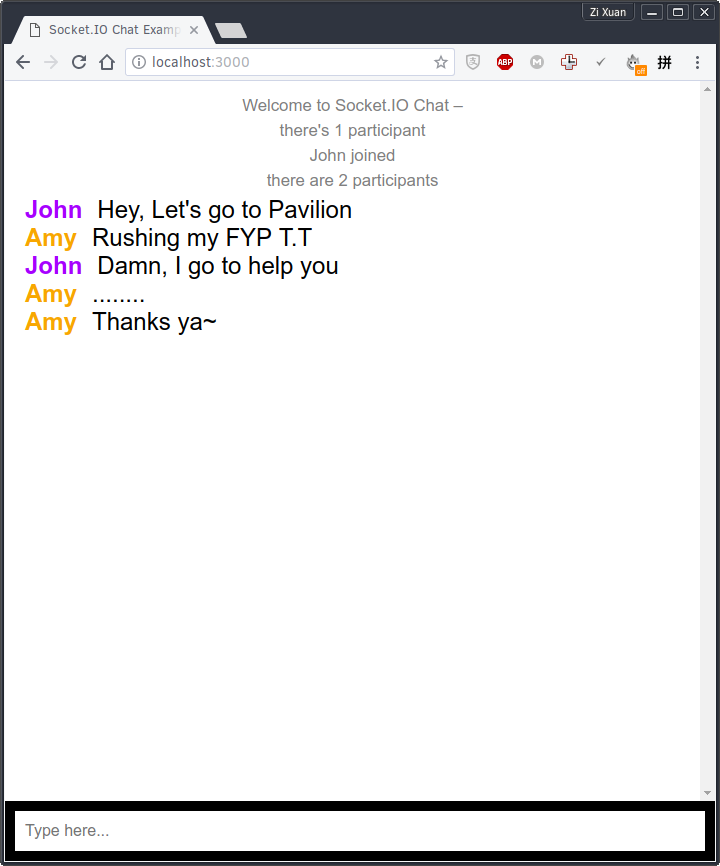 Zi Xuan
Socket.IO Chat Examp
localhost:3000
ABP
M
off
拼
Welcome to Socket.IO Chat –
there's 1 participant
John joined
there are 2 participants
John Hey, Let's go to Pavilion
Amy Rushing my FYP T.T
John Damn, I go to help you
Amy ........
Amy Thanks ya~
Type here...